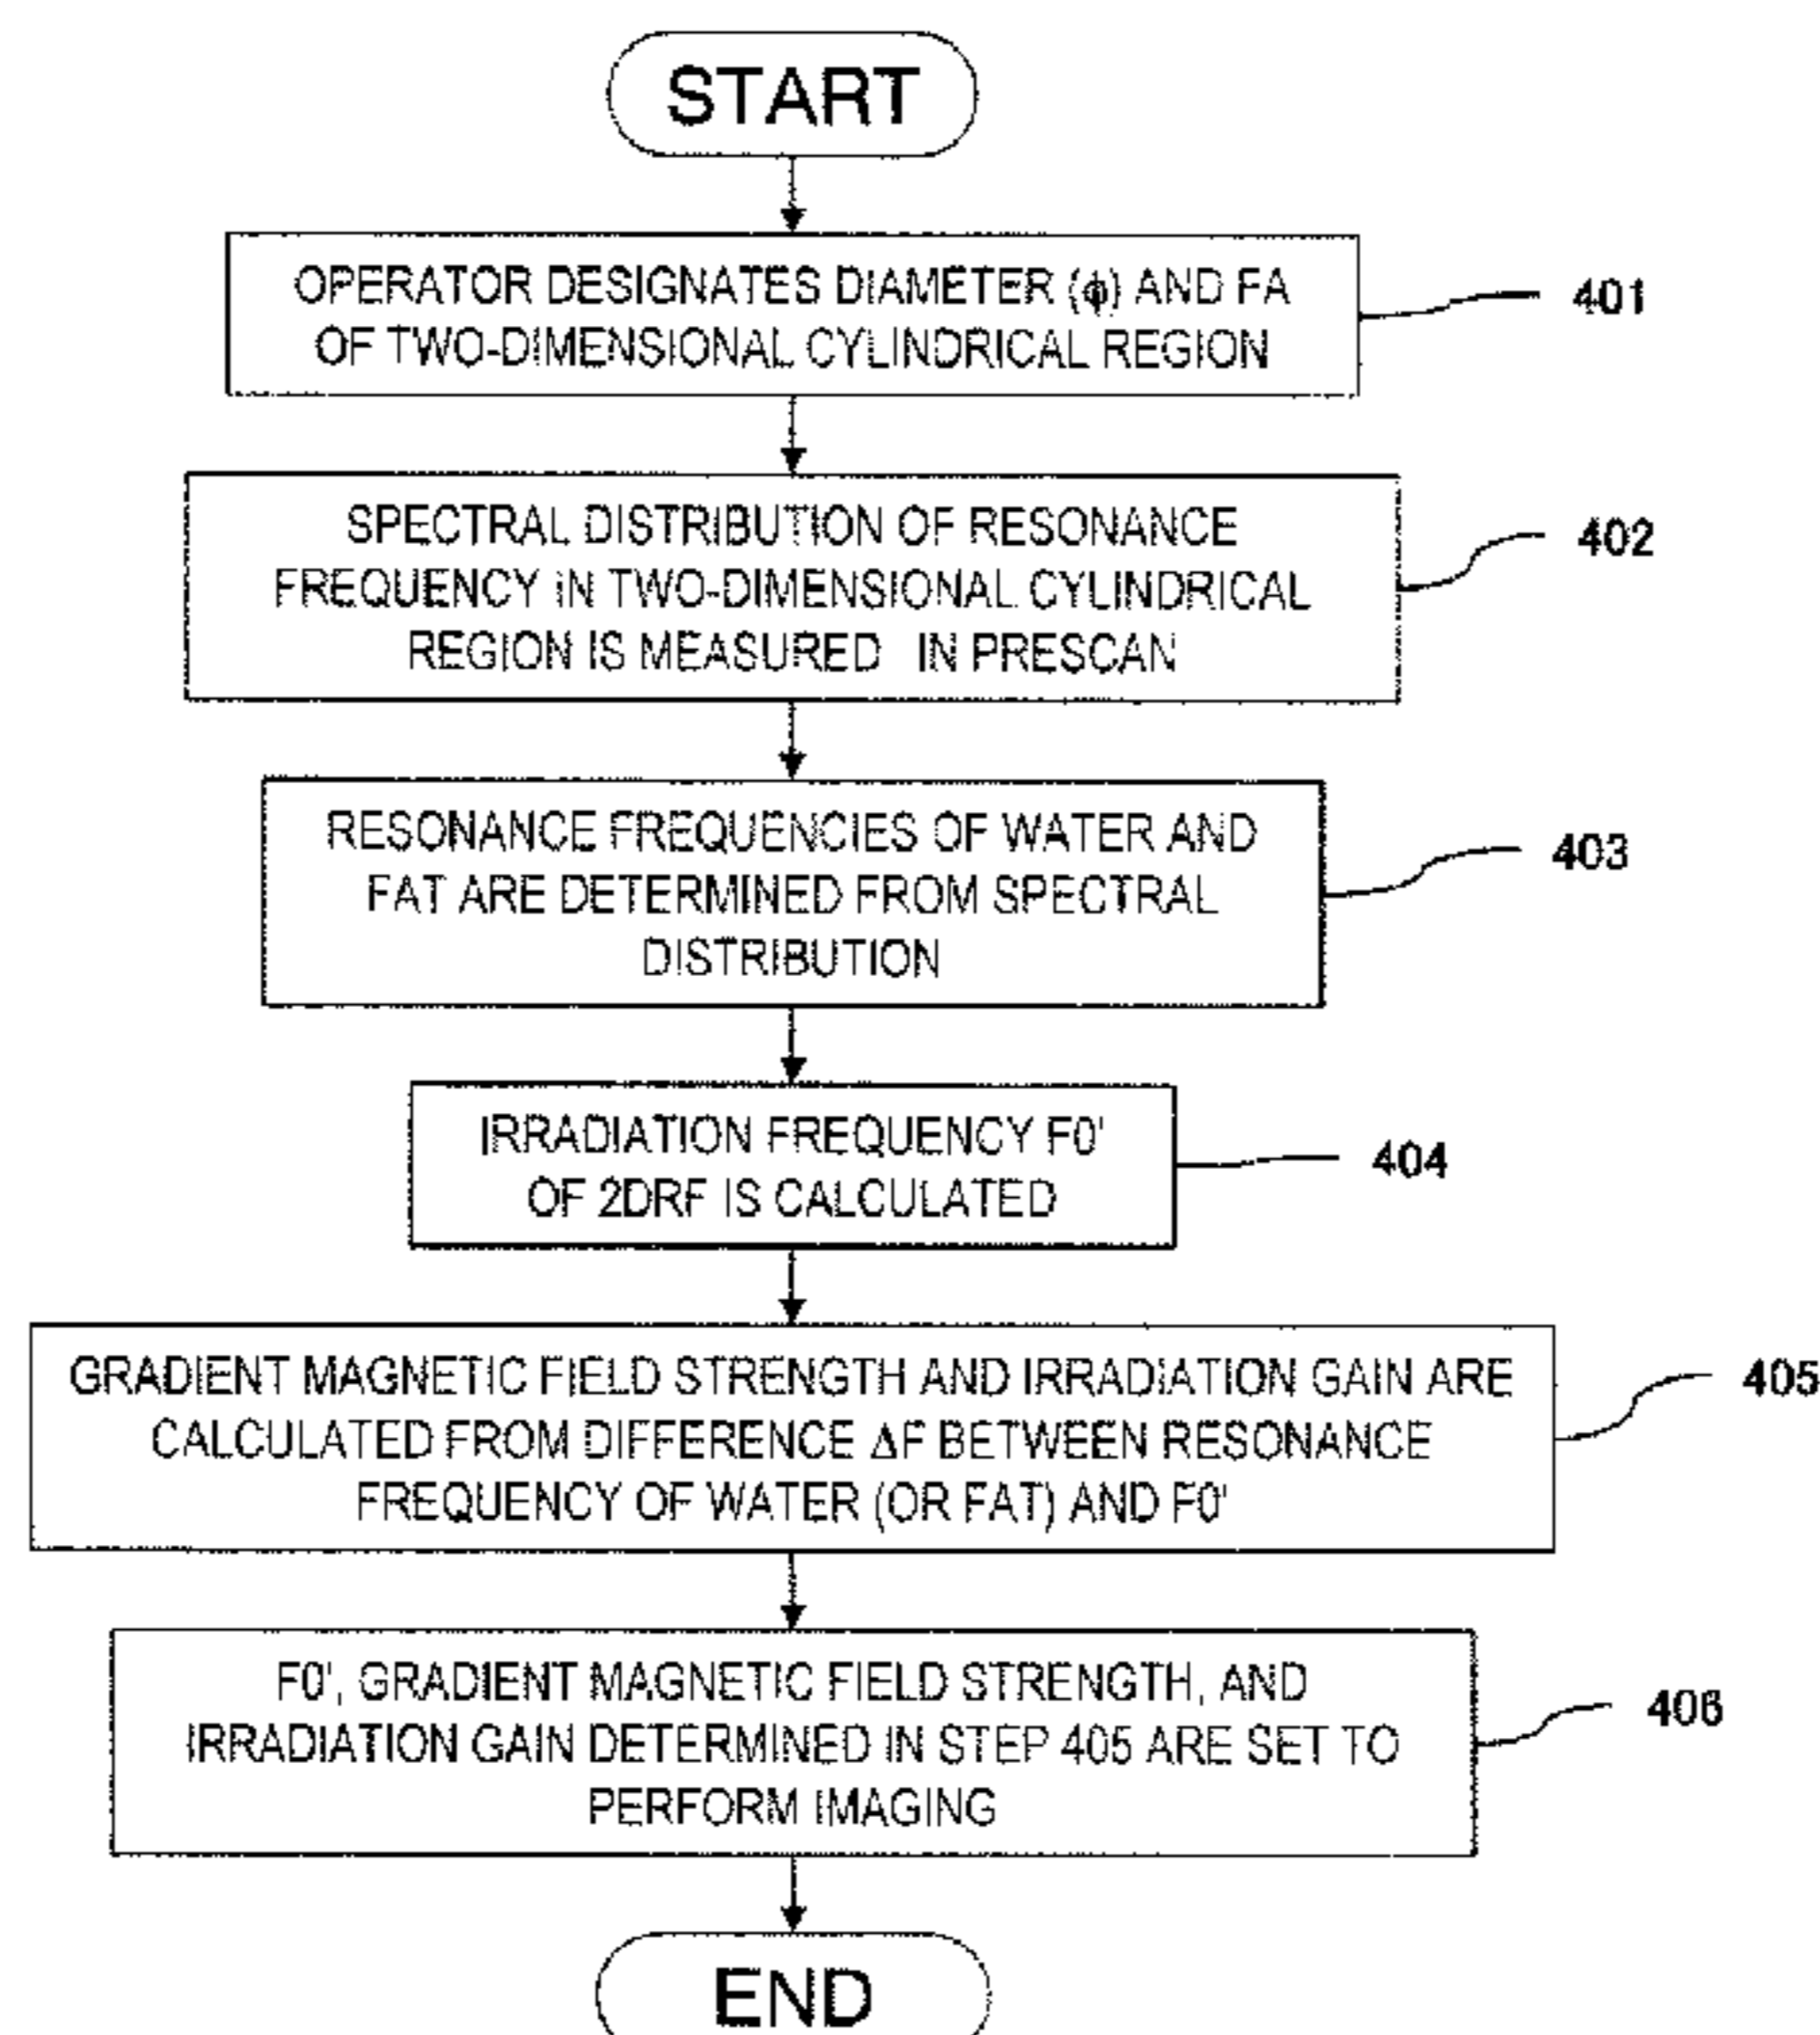 START
OPERATOR DESIGNATES DIAMETER (ϕ) AND FA
OF TWO-DIMENSIONAL CYLINDRICAL REGION
401
SPECTRAL DISTRIBUTION OF RESONANCE
FREQUENCY IN TWO-DIMENSIONAL CYLINDRICAL
REGION IS MEASURED IN PRESCAN
402
RESONANCE FREQUENCIES OF WATER AND
FAT ARE DETERMINED FROM SPECTRAL
DISTRIBUTION
403
IRRADIATION FREQUENCY F0'
OF 2DRF IS CALCULATED
404
GRADIENT MAGNETIC FIELD STRENGTH AND IRRADIATION GAIN ARE
CALCULATED FROM DIFFERENCE ΔF BETWEEN RESONANCE
FREQUENCY OF WATER (OR FAT) AND F0'
405
F0', GRADIENT MAGNETIC FIELD STRENGTH, AND
IRRADIATION GAIN DETERMINED IN STEP 405 ARE SET TO
PERFORM IMAGING
406
END